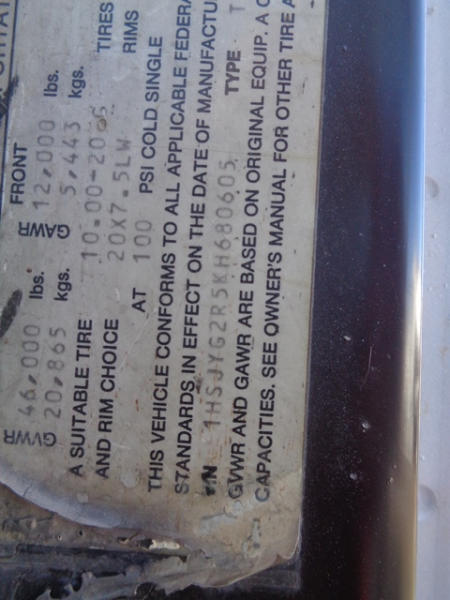 GVWR 46,000 lbs. GAWR FRONT 12,000 lbs.
20,865 kgs. 5,443 kgs. TIRES
A SUITABLE TIRE 10.00-20 RIMS
AND RIM CHOICE 20X7.5LW
AT 100 PSI COLD SINGLE
THIS VEHICLE CONFORMS TO ALL APPLICABLE FEDERA
STANDARDS IN EFFECT ON THE DATE OF MANUFACTU
VIN 1HSJYG2R5KH680605 TYPE T
GVWR AND GAWR ARE BASED ON ORIGINAL EQUIP. A C
CAPACITIES. SEE OWNER'S MANUAL FOR OTHER TIRE A